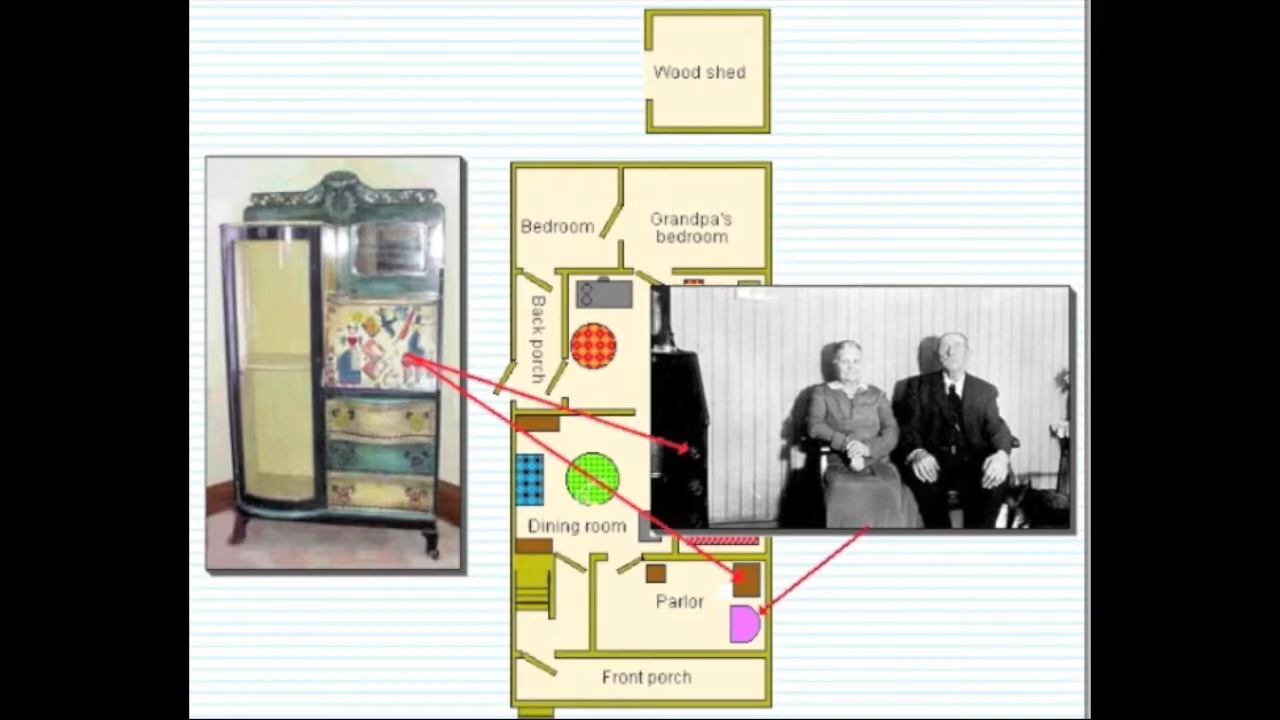 Wood shed
Bedroom
Grandpa's
bedroom
Back porch
Dining room
Parlor
Front porch